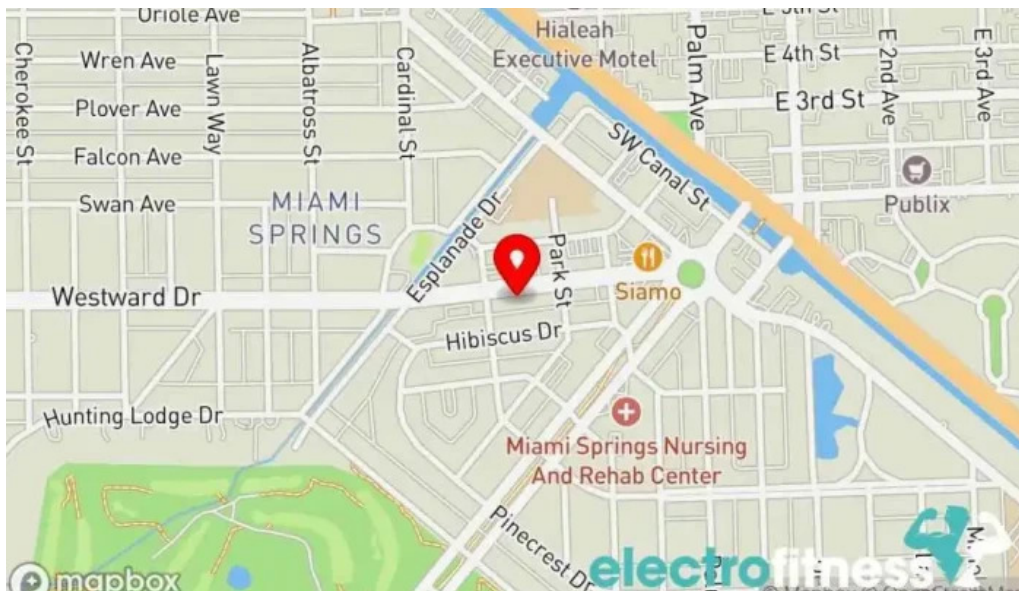 Oriole Ave
Hialeah
Executive Motel
E 4th St
Wren Ave
Plover Ave
E 3rd St
Falcon Ave
Swan Ave
Cherokee St
Lawn Way
Albatross St
Cardinal St
Palm Ave
E 2nd Ave
E 3rd Ave
SW Canal St
Publix
MIAMI
SPRINGS
Esplanade Dr
Park St
Siamo
Westward Dr
Hibiscus Dr
Hunting Lodge Dr
Miami Springs Nursing
And Rehab Center
Pinecrest Dr
electrofitness
mapbox